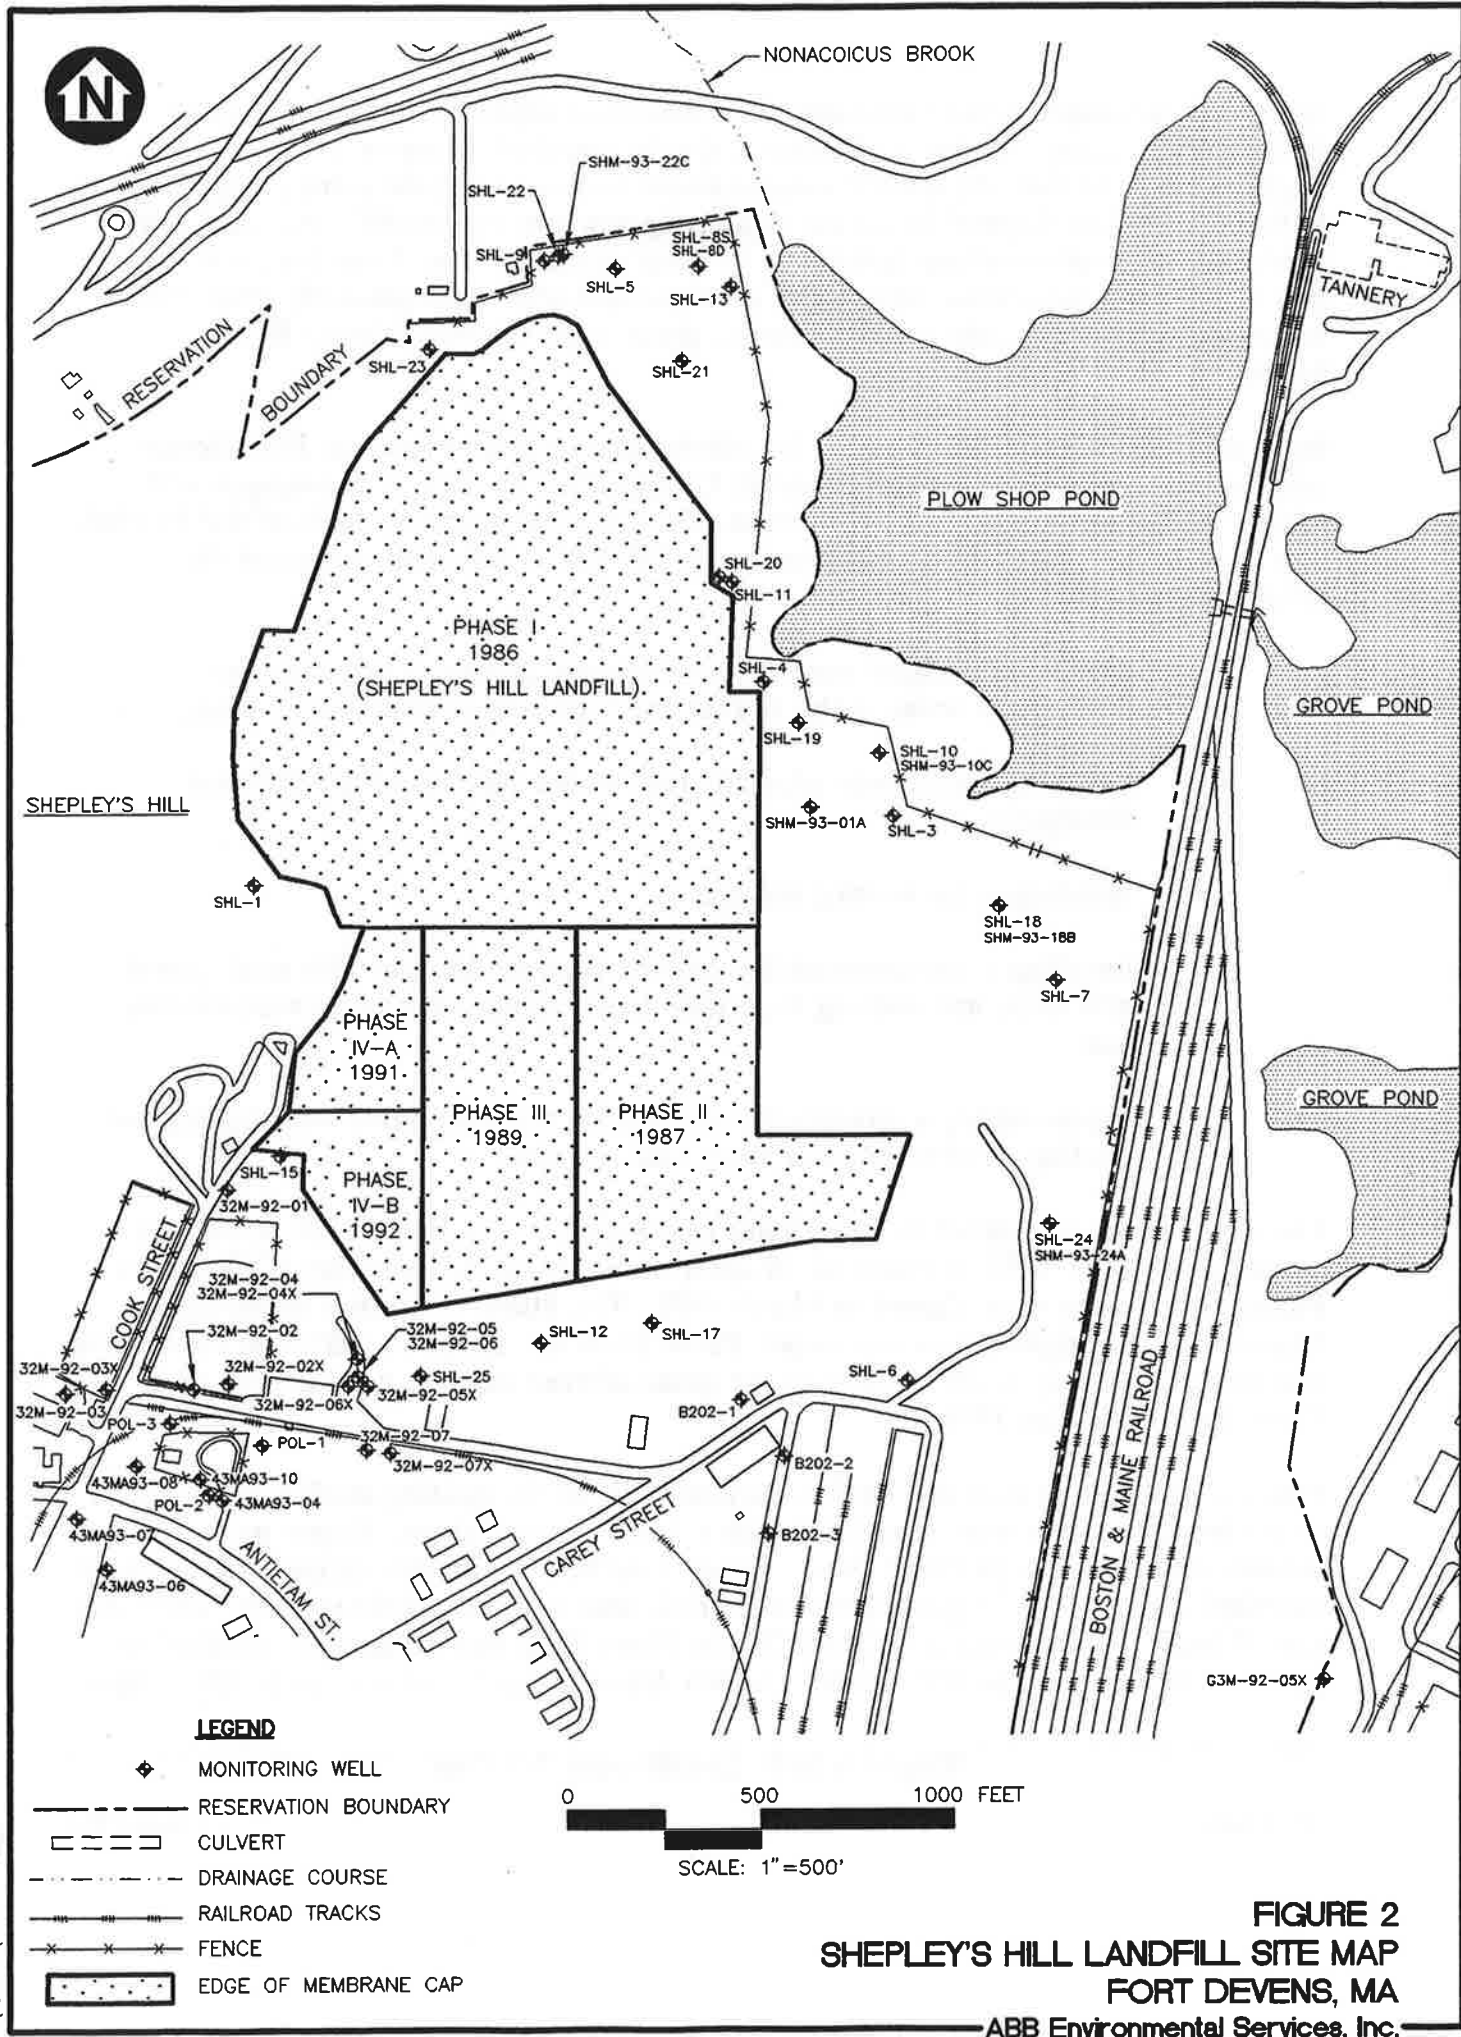 NONACOICUS BROOK
N
SHM-93-22C
SHL-22
SHL-9
SHL-8S
SHL-8D
SHL-5
SHL-13
TANNERY
RESERVATION
BOUNDARY
SHL-23
SHL-21
PLOW SHOP POND
SHL-20
SHL-11
PHASE I
1986
(SHEPLEY'S HILL LANDFILL)
SHL-4
GROVE POND
SHL-19
SHL-10
SHM-93-10C
SHEPLEY'S HILL
SHM-93-01A
SHL-3
SHL-1
SHL-18
SHM-93-18B
SHL-7
PHASE
IV-A
1991
PHASE III
1989
PHASE II
1987
GROVE POND
SHL-15
32M-92-01
PHASE
IV-B
1992
COOK STREET
SHL-24
SHM-93-24A
32M-92-04
32M-92-04X
32M-92-02
32M-92-05
32M-92-06
SHL-12
SHL-17
32M-92-03X
32M-92-02X
SHL-25
SHL-6
32M-92-06X
32M-92-05X
32M-92-03
POL-3
B202-1
BOSTON & MAINE RAILROAD
POL-1
32M-92-07
32M-92-07X
B202-2
43MA93-08
43MA93-10
POL-2
43MA93-04
43MA93-07
B202-3
ANTIETAM ST.
CAREY STREET
43MA93-06
G3M-92-05X
LEGEND
MONITORING WELL
RESERVATION BOUNDARY
CULVERT
DRAINAGE COURSE
RAILROAD TRACKS
FENCE
EDGE OF MEMBRANE CAP
0 500 1000 FEET
SCALE: 1"=500'
FIGURE 2
SHEPLEY'S HILL LANDFILL SITE MAP
FORT DEVENS, MA
ABB Environmental Services, Inc.